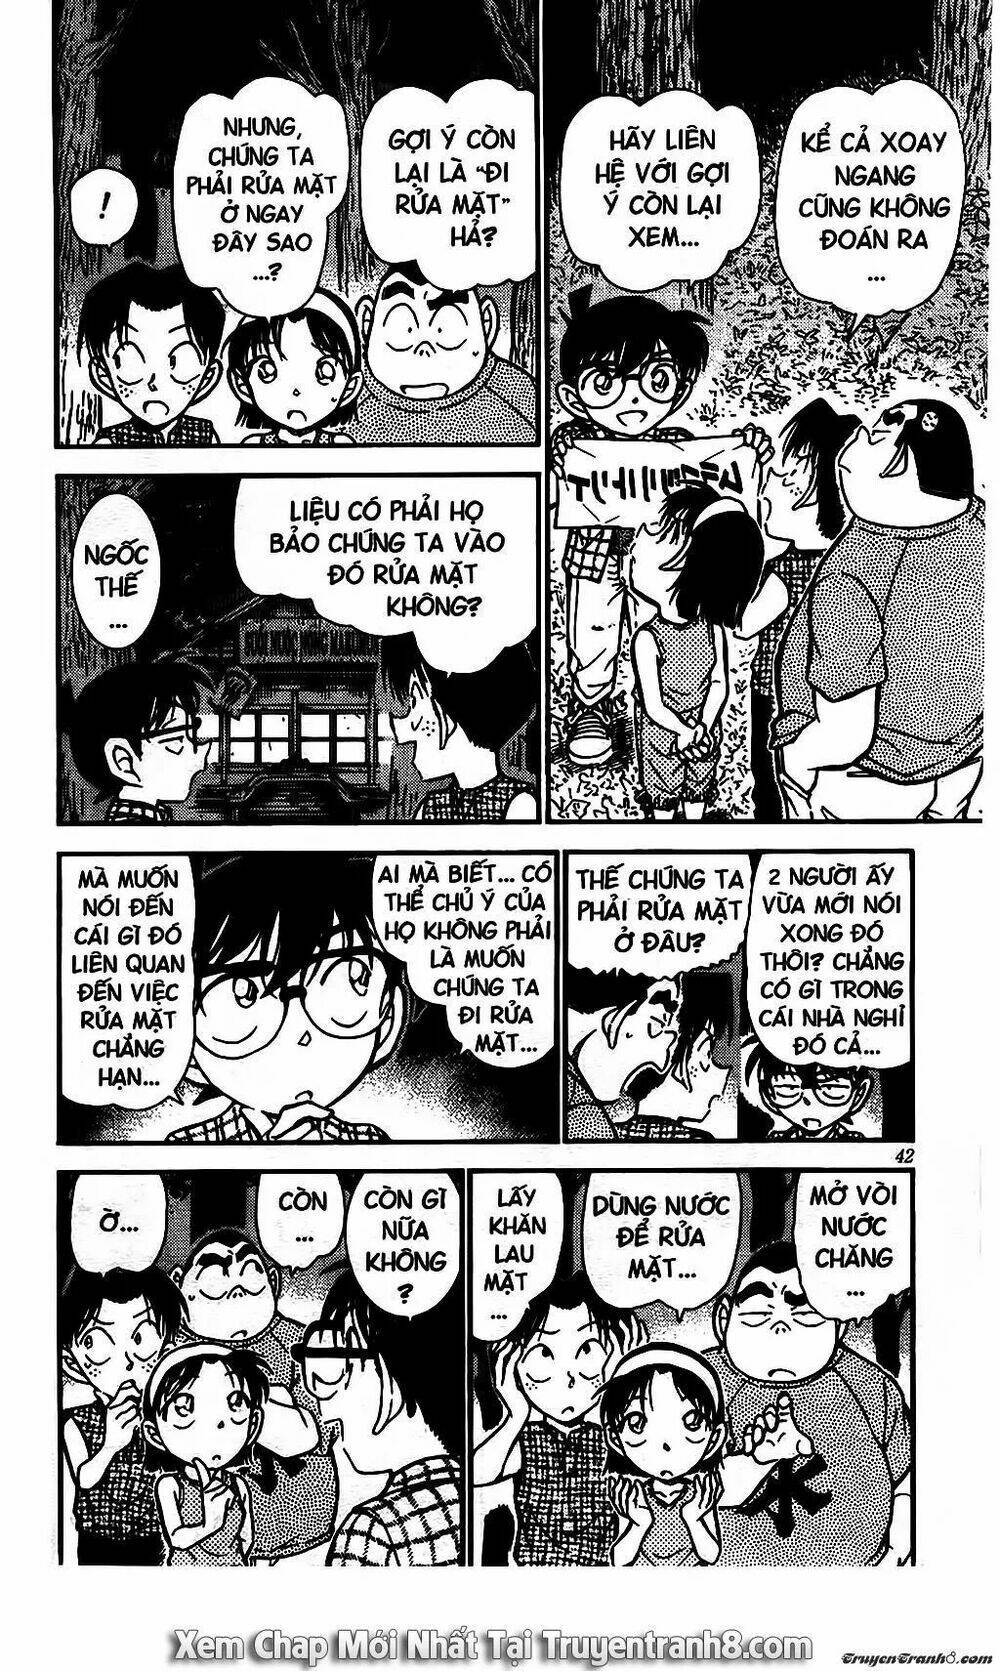 KỂ CẢ XOAY
NGANG
CŨNG KHÔNG
ĐOÁN RA
...
HÃY LIÊN
HỆ VỚI GỢI
Ý CÒN LẠI
XEM...
GỢI Ý CÒN
LẠI LÀ "ĐI
RỬA MẶT"
HẢ?
NHƯNG,
CHÚNG TA
PHẢI RỬA MẶT
Ở NGAY
ĐÂY SAO
...?
!
LIỆU CÓ PHẢI HỌ
BẢO CHÚNG TA VÀO
ĐÓ RỬA MẶT
KHÔNG?
NGỐC
THẾ
...
2 NGƯỜI ẤY
VỪA MỚI NÓI
XONG ĐÓ
THÔI? CHẲNG
CÓ GÌ TRONG
CÁI NHÀ NGHỈ
ĐÓ CẢ...
THẾ CHÚNG TA
PHẢI RỬA MẶT
Ở ĐÂU?
AI MÀ BIẾT... CÓ
THỂ CHỦ Ý CỦA
HỌ KHÔNG PHẢI
LÀ MUỐN
CHÚNG TA
ĐI RỬA
MẶT...
MÀ MUỐN
NÓI ĐẾN
CÁI GÌ ĐÓ
LIÊN QUAN
ĐẾN VIỆC
RỬA MẶT
CHẲNG
HẠN...
42
MỞ VÒI
NƯỚC
CHĂNG
DÙNG NƯỚC
ĐỂ RỬA
MẶT...
LẤY
KHĂN
LAU
MẶT
...
CÒN GÌ
NỮA
KHÔNG
?
CÒN
...
Ờ...
Xem Chap Mới Nhất Tại Truyentranh8.com
TruyenTranh8.com